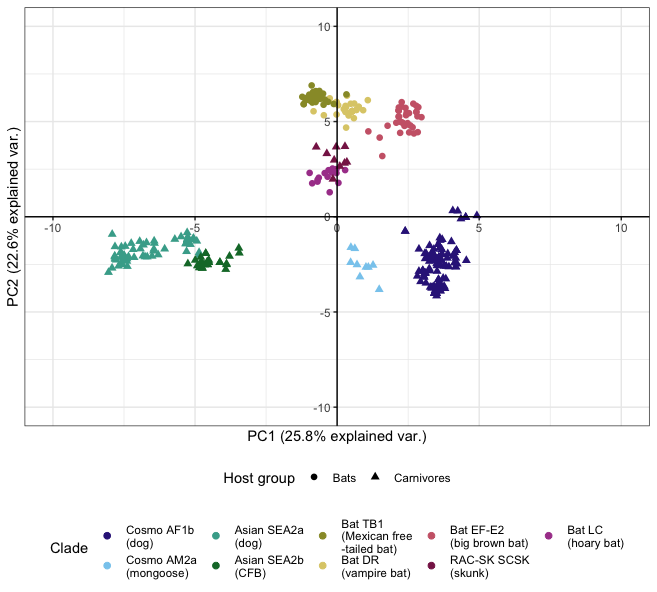 10
5
0
-5
-10
-10
-5
0
5
10
PC2 (22.6% explained var.)
PC1 (25.8% explained var.)
Host group
Bats
Carnivores
Clade
Cosmo AF1b
(dog)
Cosmo AM2a
(mongoose)
Asian SEA2a
(dog)
Asian SEA2b
(CFB)
Bat TB1
(Mexican free
-tailed bat)
Bat DR
(vampire bat)
Bat EF-E2
(big brown bat)
RAC-SK SCSK
(skunk)
Bat LC
(hoary bat)